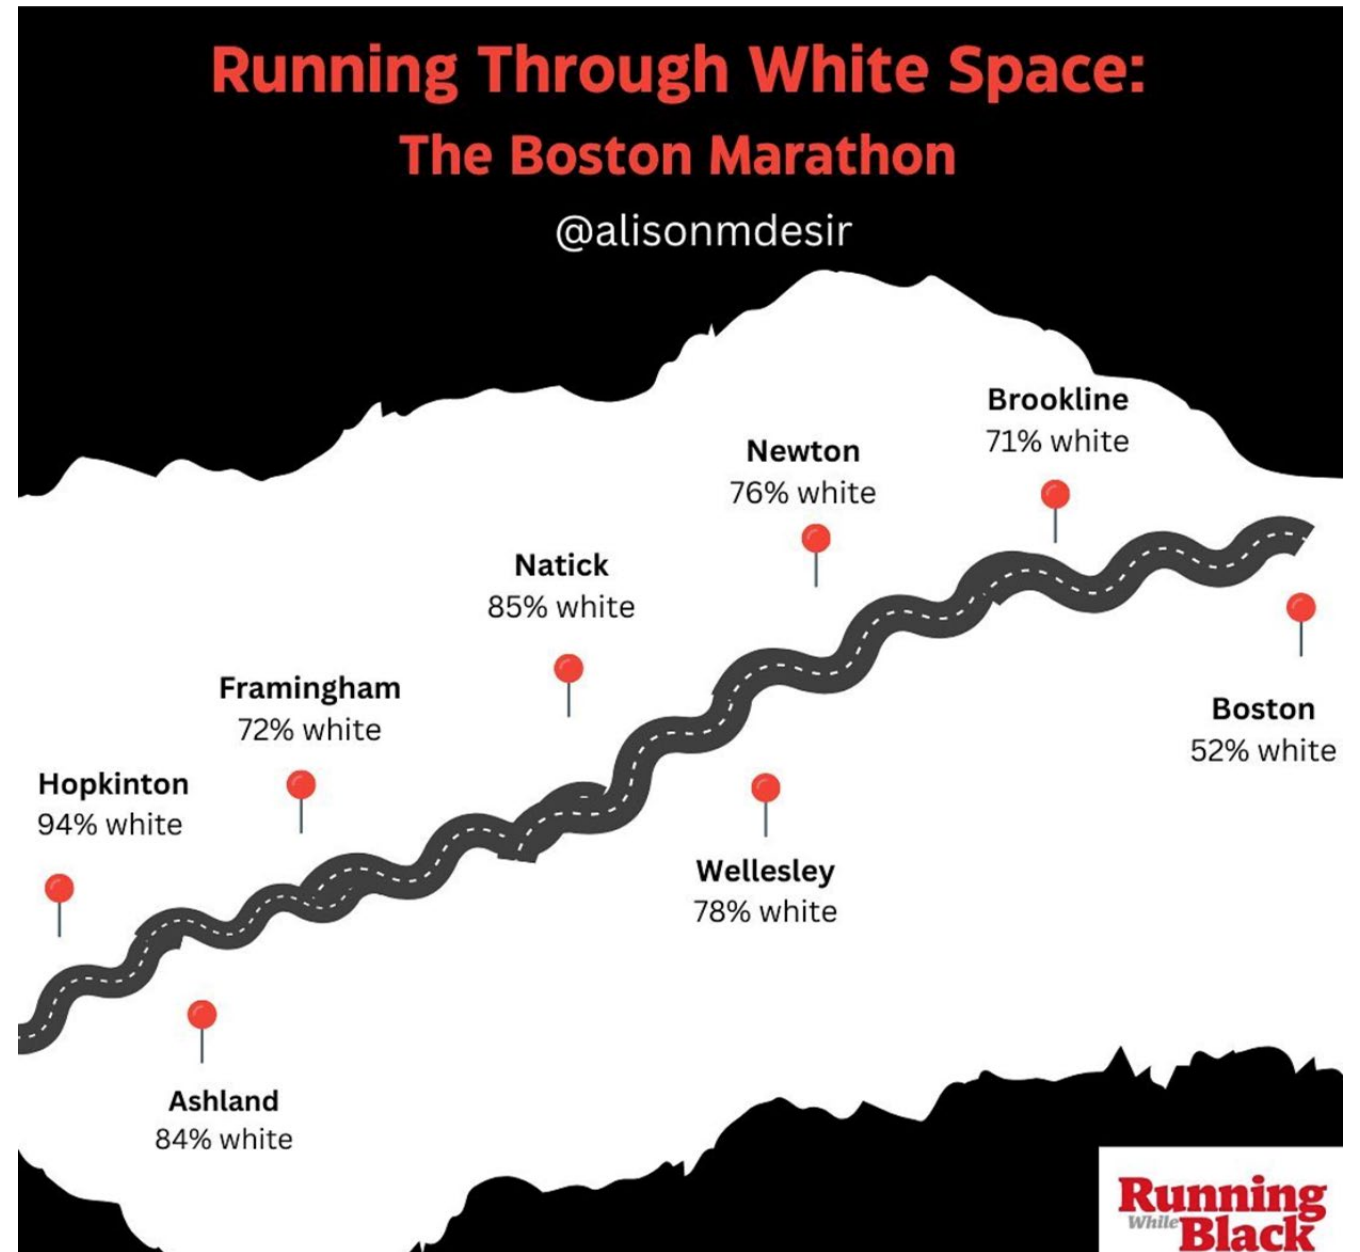 Running Through White Space:
The Boston Marathon
@alisonmdesir
Brookline
71% white
Newton
76% white
Natick
85% white
Framingham
72% white
Boston
52% white
Hopkinton
94% white
Wellesley
78% white
Ashland
84% white
Running
While Black